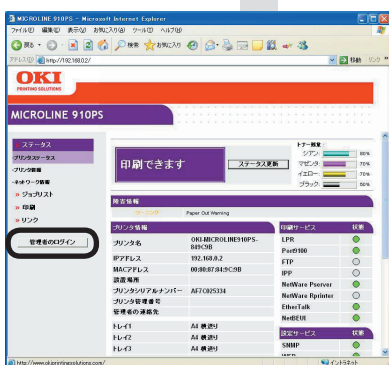 MICROLINE 910PS - Microsoft Internet Explorer
ファイル(F) 編集(E) 表示(V) お気に入り(A) ツール(T) ヘルプ(H)
戻る 検索 お気に入り
アドレス(D) http://192.168.0.2/ 移動 リンク
OKI
PRINTING SOLUTIONS
MICROLINE 910PS
ステータス
プリンタステータス
プリンタ情報
ネットワーク情報
ジョブリスト
印刷
リンク
管理者のログイン
印刷できます ステータス更新
トナー残量:
シアン: 80%
マゼンタ: 70%
イエロー: 70%
ブラック: 50%
障害情報
Paper Out Warning
プリンタ情報
プリンタ名 OKI-MICROLINE910PS-849C9B
IPアドレス 192.168.0.2
MACアドレス 00:80:87:84:9C:9B
設置場所
プリンタシリアルナンバー AF7C025334
プリンタ管理番号
管理者の連絡先
トレイ1 A4 横送り
トレイ2 A4 横送り
トレイ3 A4 横送り
印刷サービス 状態
LPR
Port9100
FTP
IPP
NetWare Pserver
NetWare Rprinter
EtherTalk
NetBEUI
設定サービス 状態
SNMP
WEB
http://www.okiprintingsolutions.com/ イントラネット